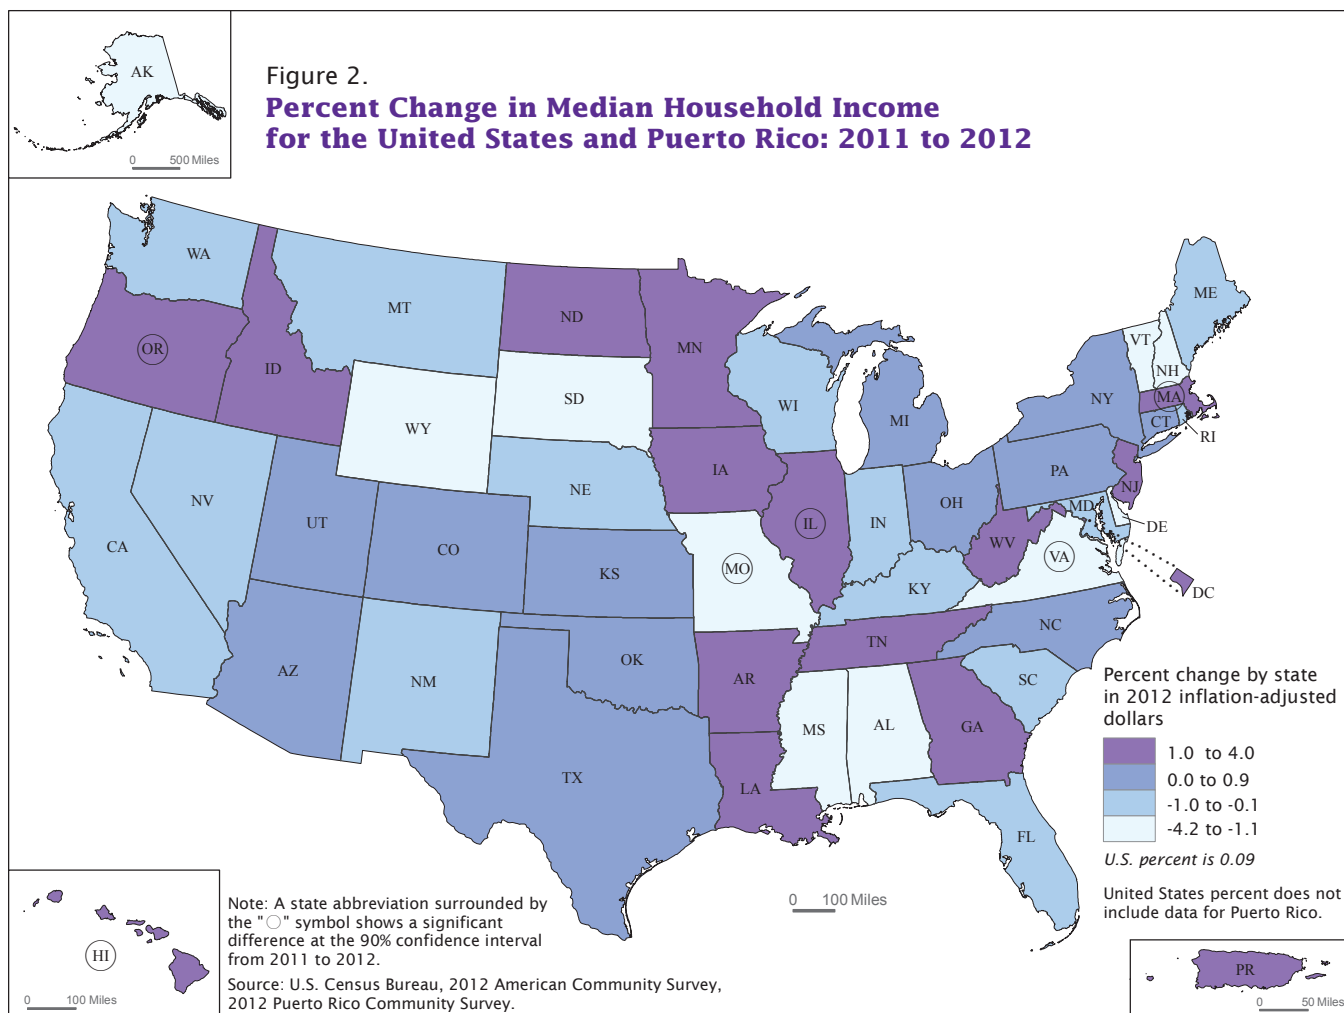 AK
0 500 Miles
Figure 2.
Percent Change in Median Household Income
for the United States and Puerto Rico: 2011 to 2012
WA
MT
ND
MN
ME
VT
NH
OR
ID
SD
WI
MI
NY
MA
CT
RI
WY
IA
PA
NJ
NE
NV
UT
CO
CA
IL
IN
OH
MD
DE
WV
VA
DC
KS
MO
KY
NC
TN
AZ
NM
OK
AR
SC
MS
AL
GA
TX
LA
FL
Percent change by state
in 2012 inflation-adjusted
dollars
1.0 to 4.0
0.0 to 0.9
-1.0 to -0.1
-4.2 to -1.1
U.S. percent is 0.09
United States percent does not
include data for Puerto Rico.
0 100 Miles
HI
0 100 Miles
Note: A state abbreviation surrounded by
the "○" symbol shows a significant
difference at the 90% confidence interval
from 2011 to 2012.
Source: U.S. Census Bureau, 2012 American Community Survey,
2012 Puerto Rico Community Survey.
PR
0 50 Miles